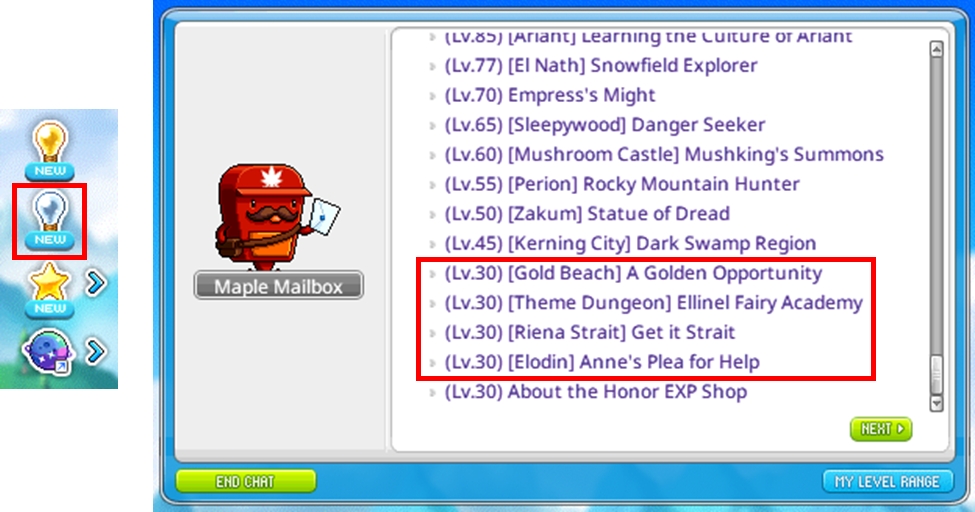 NEW
NEW
NEW
(Lv.85) [Ariant] Learning the Culture of Ariant
(Lv.77) [El Nath] Snowfield Explorer
(Lv.70) Empress's Might
(Lv.65) [Sleepywood] Danger Seeker
(Lv.60) [Mushroom Castle] Mushking's Summons
(Lv.55) [Perion] Rocky Mountain Hunter
(Lv.50) [Zakum] Statue of Dread
(Lv.45) [Kerning City] Dark Swamp Region
(Lv.30) [Gold Beach] A Golden Opportunity
(Lv.30) [Theme Dungeon] Ellinel Fairy Academy
(Lv.30) [Riena Strait] Get it Strait
(Lv.30) [Elodin] Anne's Plea for Help
(Lv.30) About the Honor EXP Shop
Maple Mailbox
NEXT
END CHAT
MY LEVEL RANGE